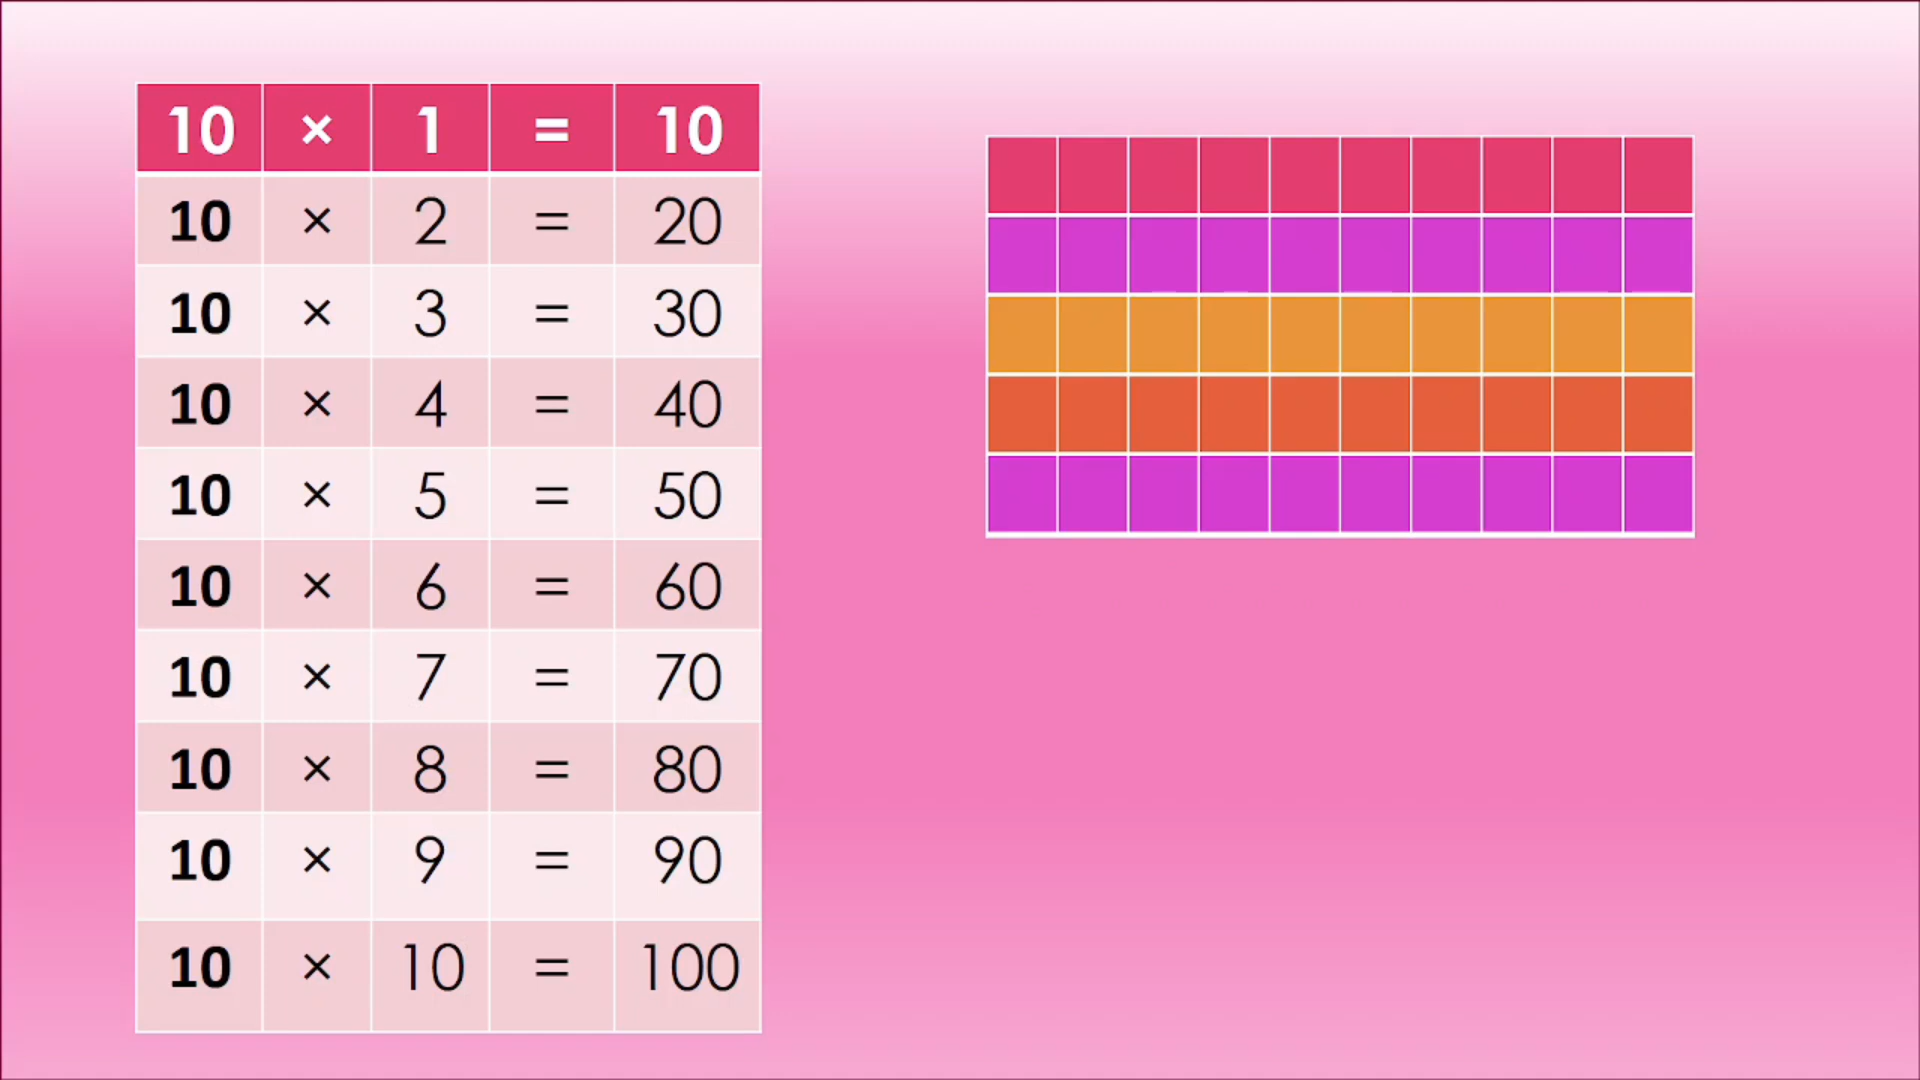 10 × 1 = 10
10 × 2 = 20
10 × 3 = 30
10 × 4 = 40
10 × 5 = 50
10 × 6 = 60
10 × 7 = 70
10 × 8 = 80
10 × 9 = 90
10 × 10 = 100